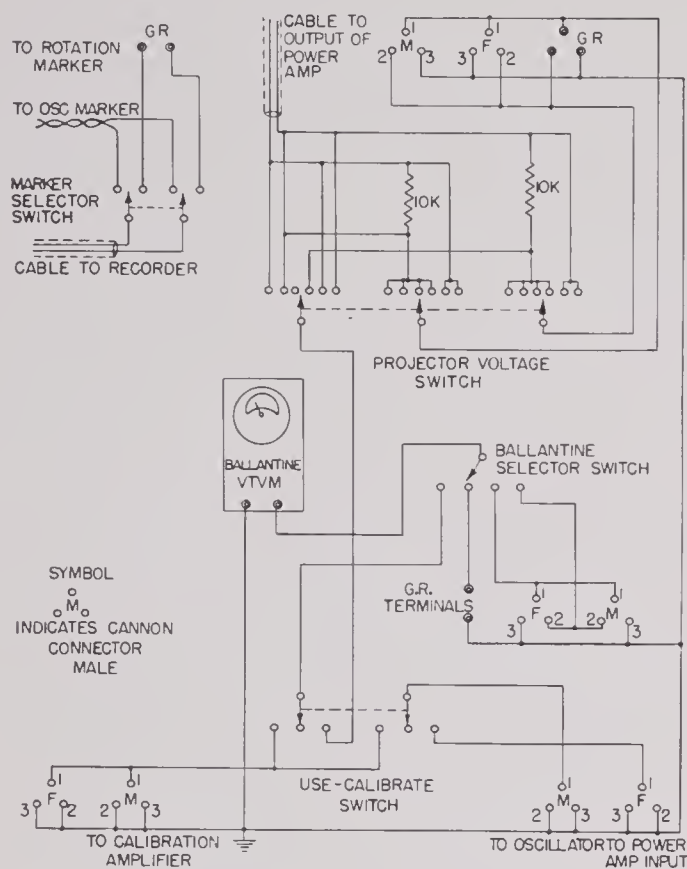 GR
TO ROTATION
MARKER
TO OSC MARKER
MARKER
SELECTOR
SWITCH
CABLE TO RECORDER
CABLE TO
OUTPUT OF
POWER
AMP
1
M
2
3
1
F
3
2
GR
10K
10K
PROJECTOR VOLTAGE
SWITCH
BALLANTINE
VTVM
BALLANTINE
SELECTOR SWITCH
G.R.
TERMINALS
1
F
3
2
1
M
2
3
SYMBOL
M
INDICATES CANNON
CONNECTOR
MALE
USE-CALIBRATE
SWITCH
1
F
3
2
1
M
2
3
TO CALIBRATION
AMPLIFIER
1
M
2
3
TO OSCILLATOR
1
F
3
2
TO POWER
AMP INPUT